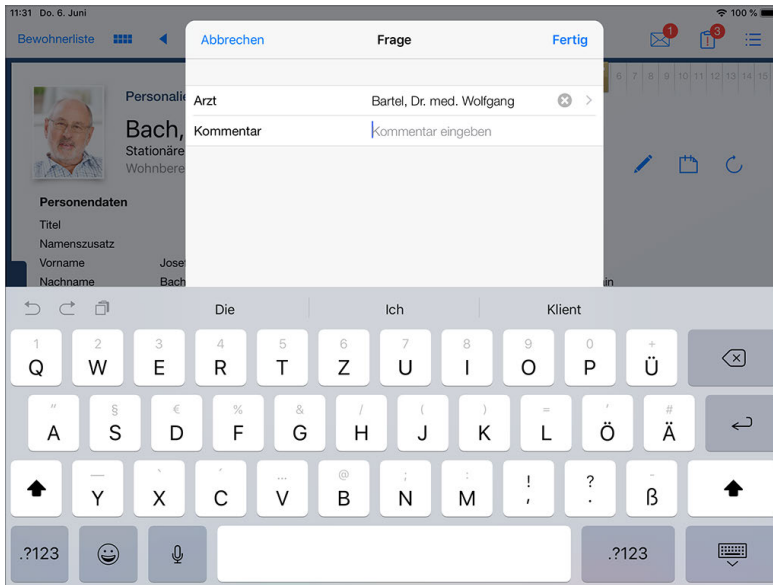 11:31 Do. 6. Juni 100 %
Bewohnerliste
Abbrechen Frage Fertig
1 3
6 7 8 9 10 11 12 13 14 15
Personalie
Arzt Bartel, Dr. med. Wolfgang
Bach,
Kommentar Kommentar eingeben
Stationäre
Wohnbere
Personendaten
Titel
Namenszusatz
Vorname Josef
Nachname Bach
in
Die Ich Klient
1 2 3 4 5 6 7 8 9 0 +
Q W E R T Z U I O P Ü
" § € % & / ( ) = ' #
A S D F G H J K L Ö Ä
_ ` ´ ... @ ; : ! ? -
Y X C V B N M , . ß
.?123 .?123